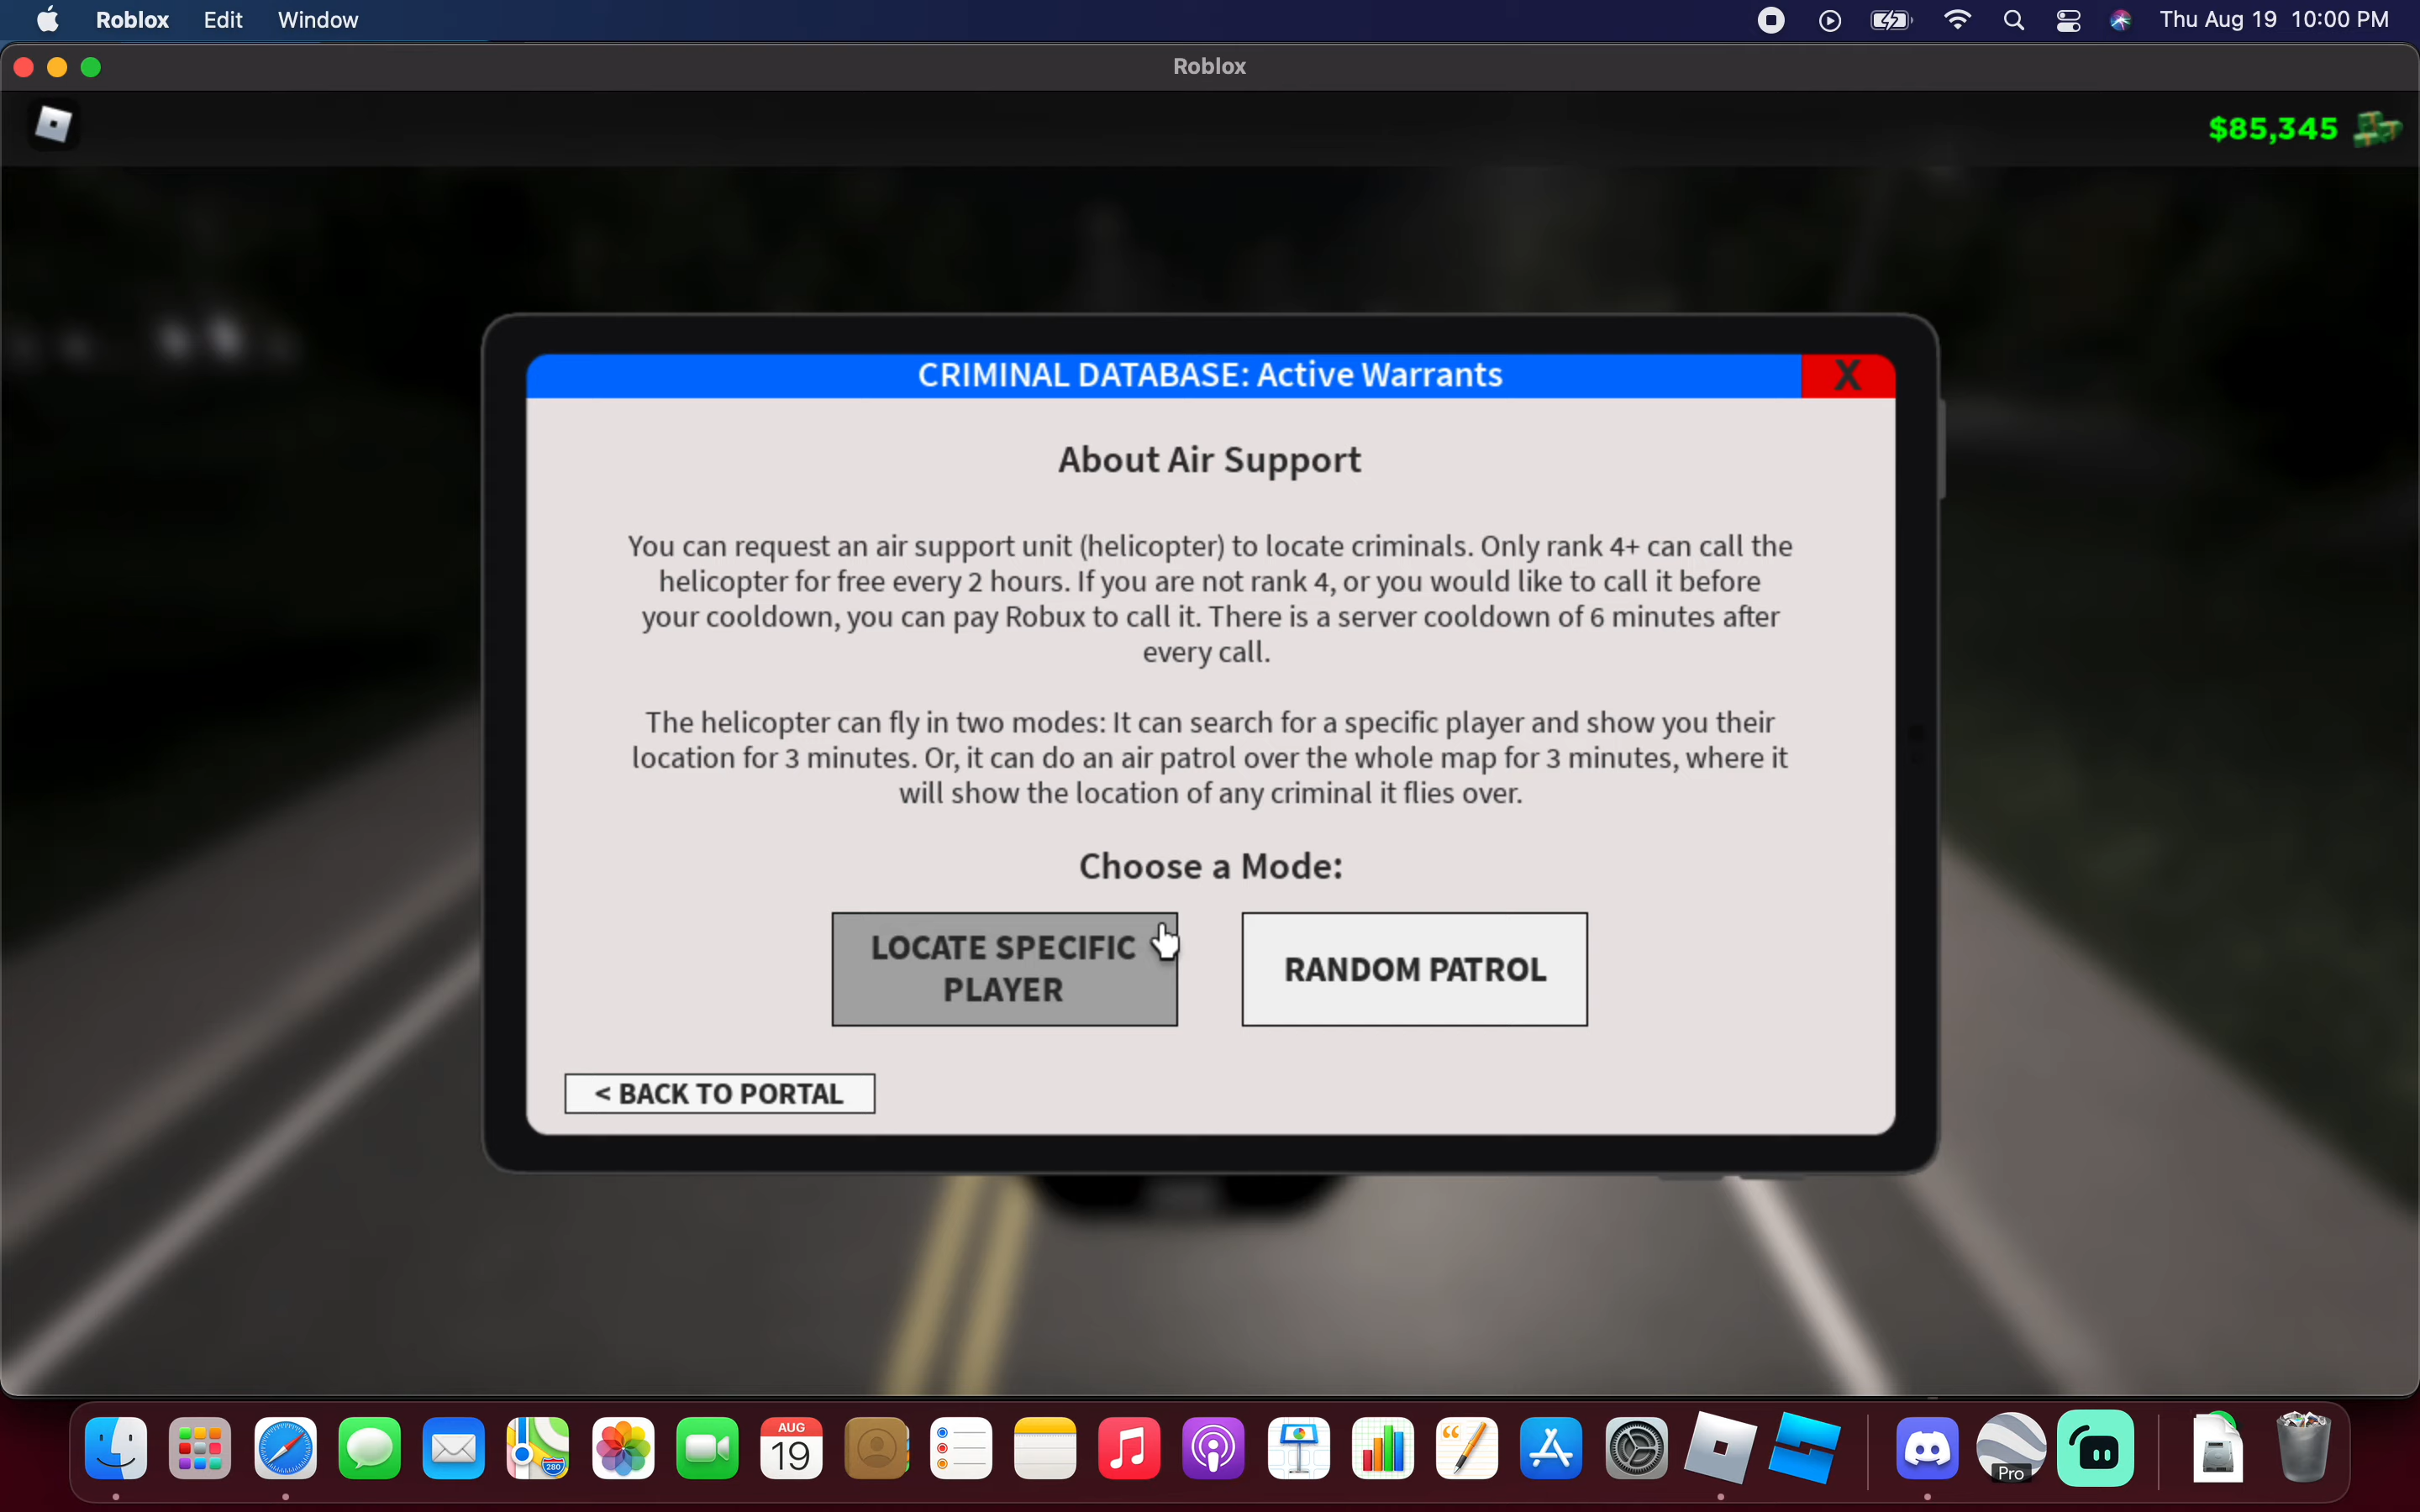 Roblox Edit Window Thu Aug 19 10:00 PM
Roblox
$85,345
CRIMINAL DATABASE: Active Warrants X
About Air Support
You can request an air support unit (helicopter) to locate criminals. Only rank 4+ can call the
helicopter for free every 2 hours. If you are not rank 4, or you would like to call it before
your cooldown, you can pay Robux to call it. There is a server cooldown of 6 minutes after
every call.
The helicopter can fly in two modes: It can search for a specific player and show you their
location for 3 minutes. Or, it can do an air patrol over the whole map for 3 minutes, where it
will show the location of any criminal it flies over.
Choose a Mode:
LOCATE SPECIFIC
PLAYER
RANDOM PATROL
< BACK TO PORTAL
280
AUG
19
Pro